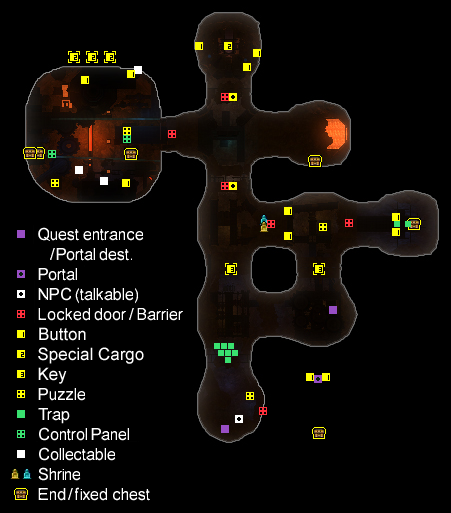 Quest entrance
/Portal dest.
Portal
NPC (talkable)
Locked door / Barrier
Button
Special Cargo
Key
Puzzle
Trap
Control Panel
Collectable
Shrine
End / fixed chest